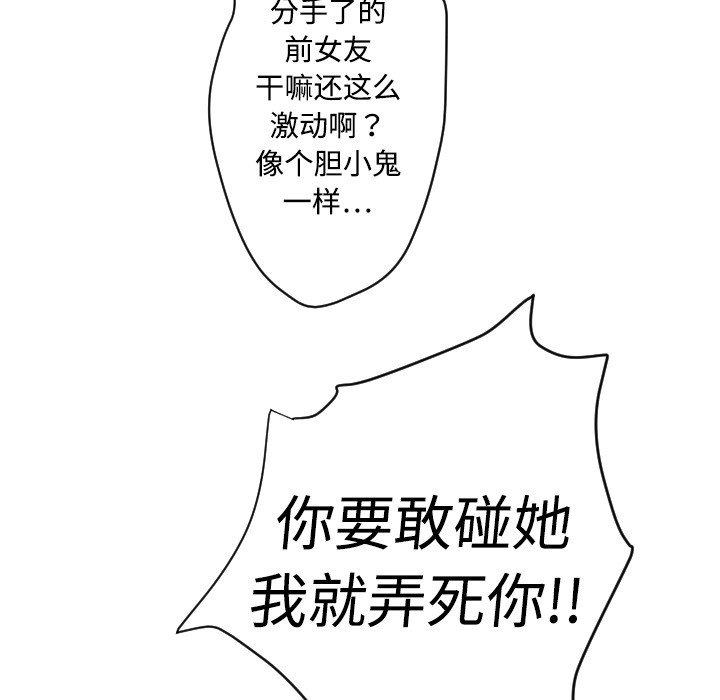 分手了的
前女友
干嘛还这么
激动啊？
像个胆小鬼
一样...
你要敢碰她
我就弄死你!!